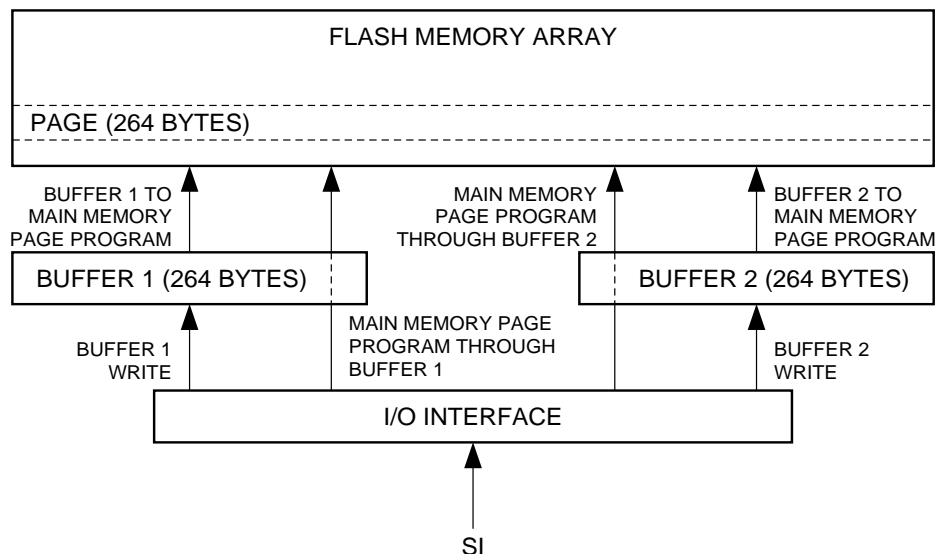 FLASH MEMORY ARRAY
PAGE (264 BYTES)
BUFFER 1 TO
MAIN MEMORY
PAGE PROGRAM
MAIN MEMORY
PAGE PROGRAM
THROUGH BUFFER 2
BUFFER 2 TO
MAIN MEMORY
PAGE PROGRAM
BUFFER 1 (264 BYTES)
BUFFER 2 (264 BYTES)
BUFFER 1
WRITE
MAIN MEMORY PAGE
PROGRAM THROUGH
BUFFER 1
BUFFER 2
WRITE
I/O INTERFACE
SI